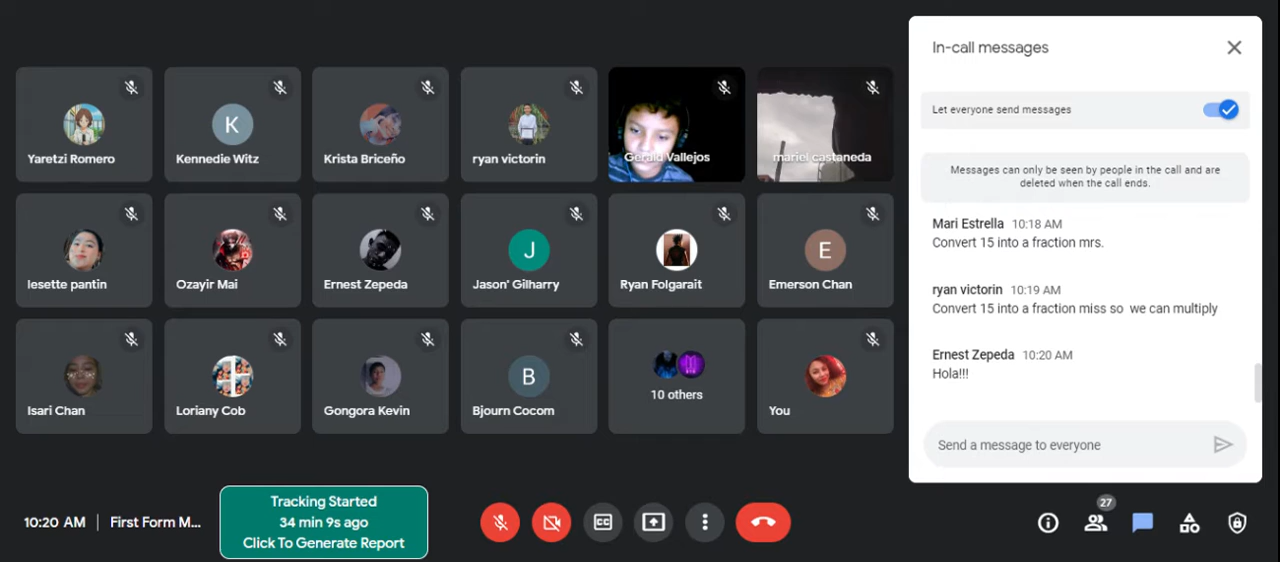 In-call messages
Let everyone send messages
Messages can only be seen by people in the call and are
deleted when the call ends.
Mari Estrella 10:18 AM
Convert 15 into a fraction mrs.
ryan victorin 10:19 AM
Convert 15 into a fraction miss so we can multiply
Ernest Zepeda 10:20 AM
Hola!!!
Send a message to everyone
Yaretzi Romero
K
Kennedie Witz
Krista Briceño
ryan victorin
Gerald Vallejos
mariel castaneda
lesette pantin
Ozayir Mai
Ernest Zepeda
J
Jason' Gilharry
Ryan Folgarait
E
Emerson Chan
Isari Chan
Loriany Cob
Gongora Kevin
B
Bjourn Cocom
10 others
You
10:20 AM | First Form M...
Tracking Started
34 min 9s ago
Click To Generate Report
CC
27